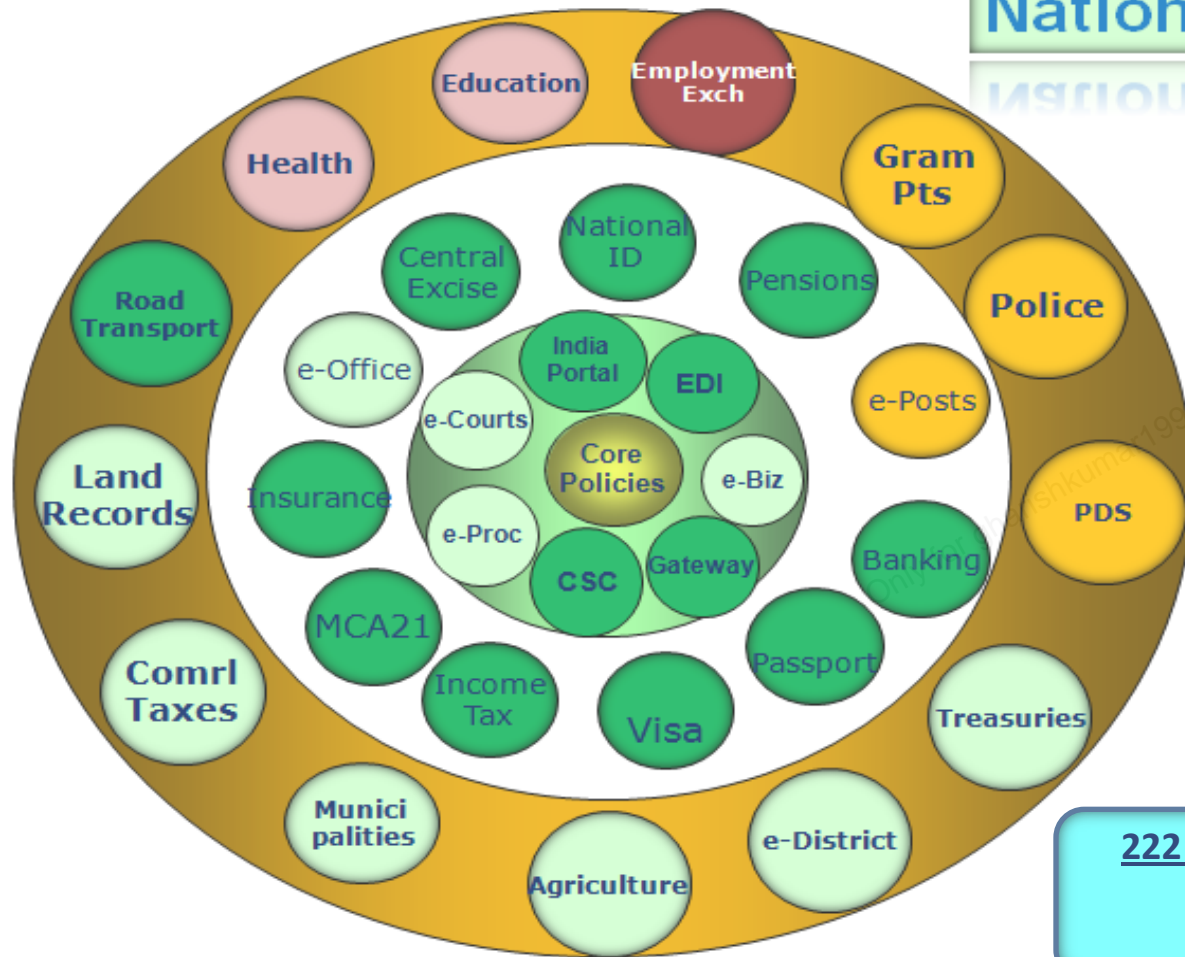 Nation
Education
Employment
Exch
Health
Gram
Pts
National
ID
Central
Excise
Pensions
Road
Transport
Police
India
Portal
e-Office
EDI
e-Posts
e-Courts
Core
Policies
e-Biz
Land
Records
Insurance
PDS
e-Proc
Banking
Gateway
CSC
MCA21
Passport
Comrl
Taxes
Income
Tax
Visa
Treasuries
Munici
palities
e-District
Agriculture
222